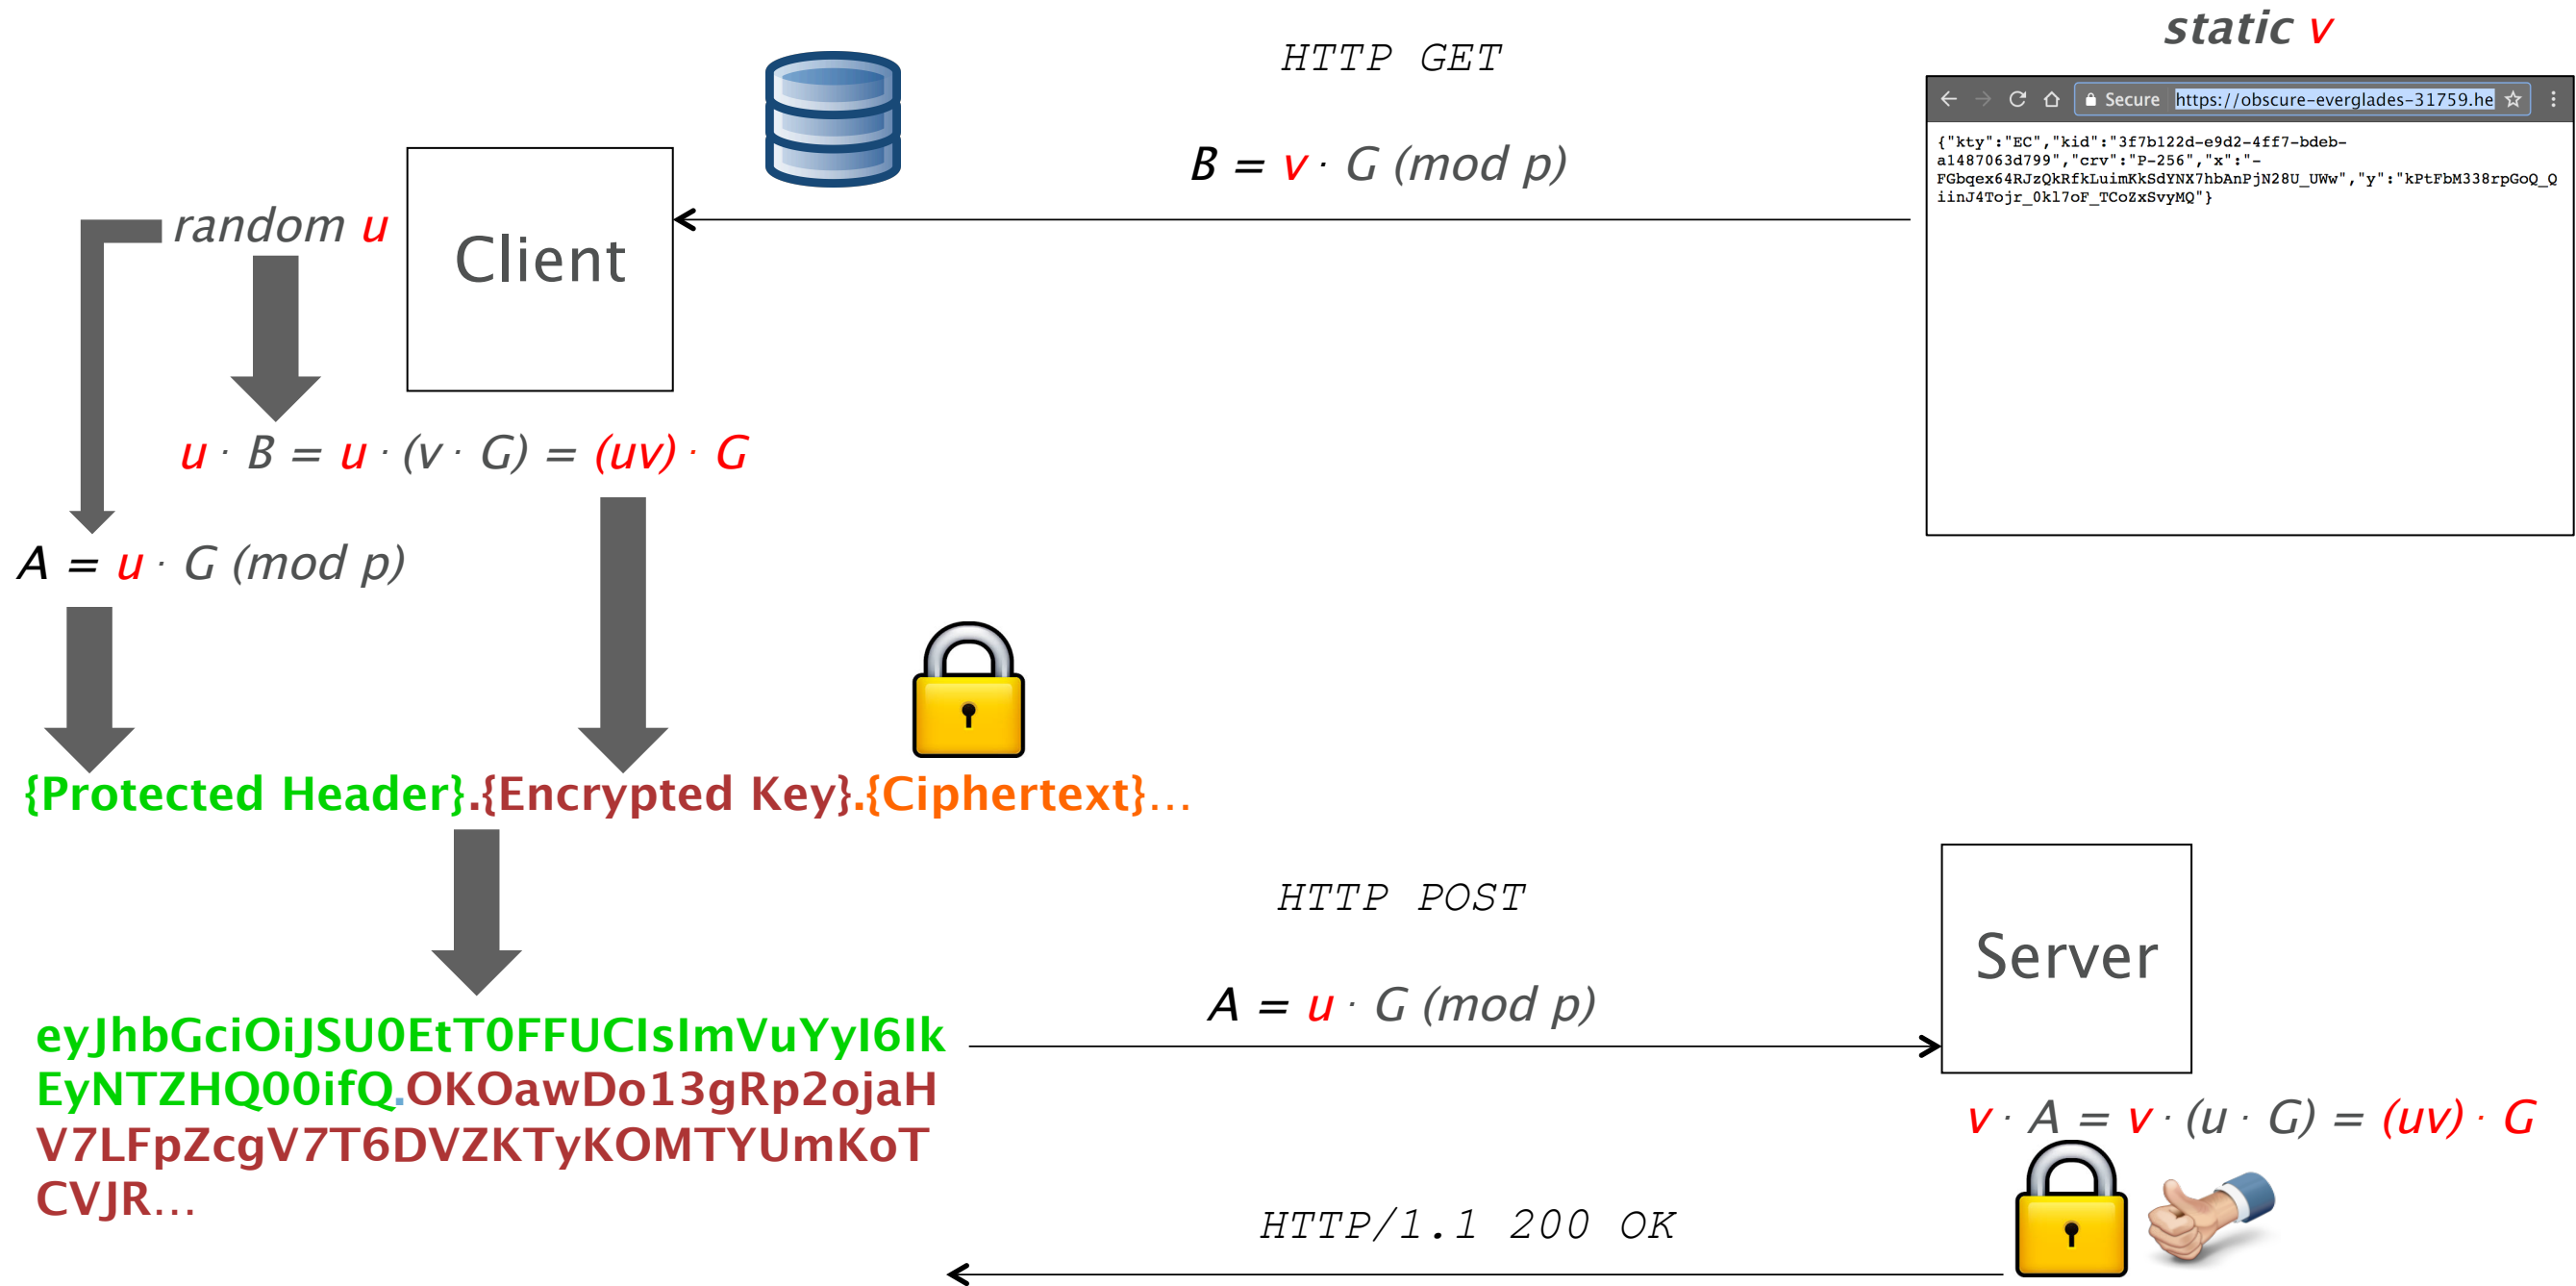 static v
HTTP GET
Secure https://obscure-everglades-31759.he
B = v · G (mod p)
{"kty":"EC","kid":"3f7b122d-e9d2-4ff7-bdeb-
a1487063d799","crv":"P-256","x":"-
FGbqex64RJzQkRfkLuimKkSdYNX7hbAnPjN28U_UWw","y":"kPtFbM338rpGoQ_Q
iinJ4Tojr_0kl7oF_TCoZxSvyMQ"}
random u
Client
u · B = u · (v · G) = (uv) · G
A = u · G (mod p)
{Protected Header}.{Encrypted Key}.{Ciphertext}...
HTTP POST
Server
A = u · G (mod p)
eyJhbGciOiJSU0EtT0FFUCIsImVuYyI6Ik
EyNTZHQ00ifQ.OKOawDo13gRp2ojaH
V7LFpZcgV7T6DVZKTyKOMTYUmKoT
CVJR...
v · A = v · (u · G) = (uv) · G
HTTP/1.1 200 OK